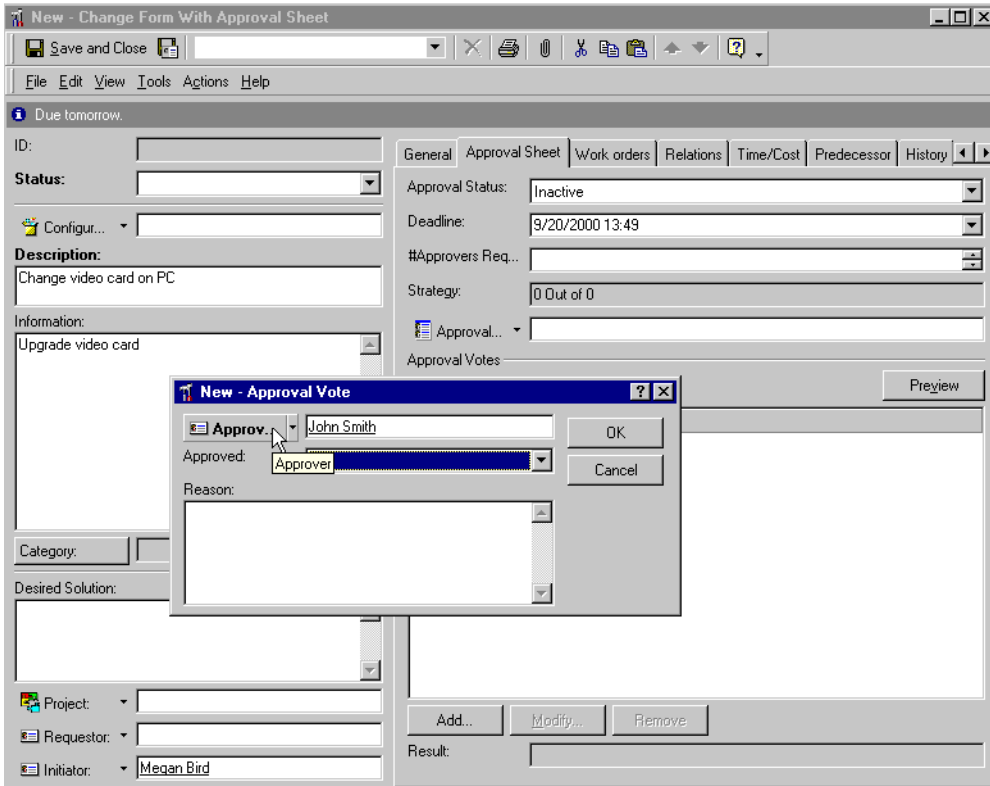 New - Change Form With Approval Sheet
Save and Close
File Edit View Tools Actions Help
Due tomorrow.
ID:
Status:
Configur...
Description:
Change video card on PC
Information:
Upgrade video card
Category:
Desired Solution:
Project:
Requestor:
Initiator: Megan Bird
General Approval Sheet Work orders Relations Time/Cost Predecessor History
Approval Status: Inactive
Deadline: 9/20/2000 13:49
#Approvers Req...
Strategy: 0 Out of 0
Approval...
Approval Votes
Preview
New - Approval Vote
Approv... John Smith
Approver
Approved:
Reason:
OK
Cancel
Add... Modify... Remove
Result: